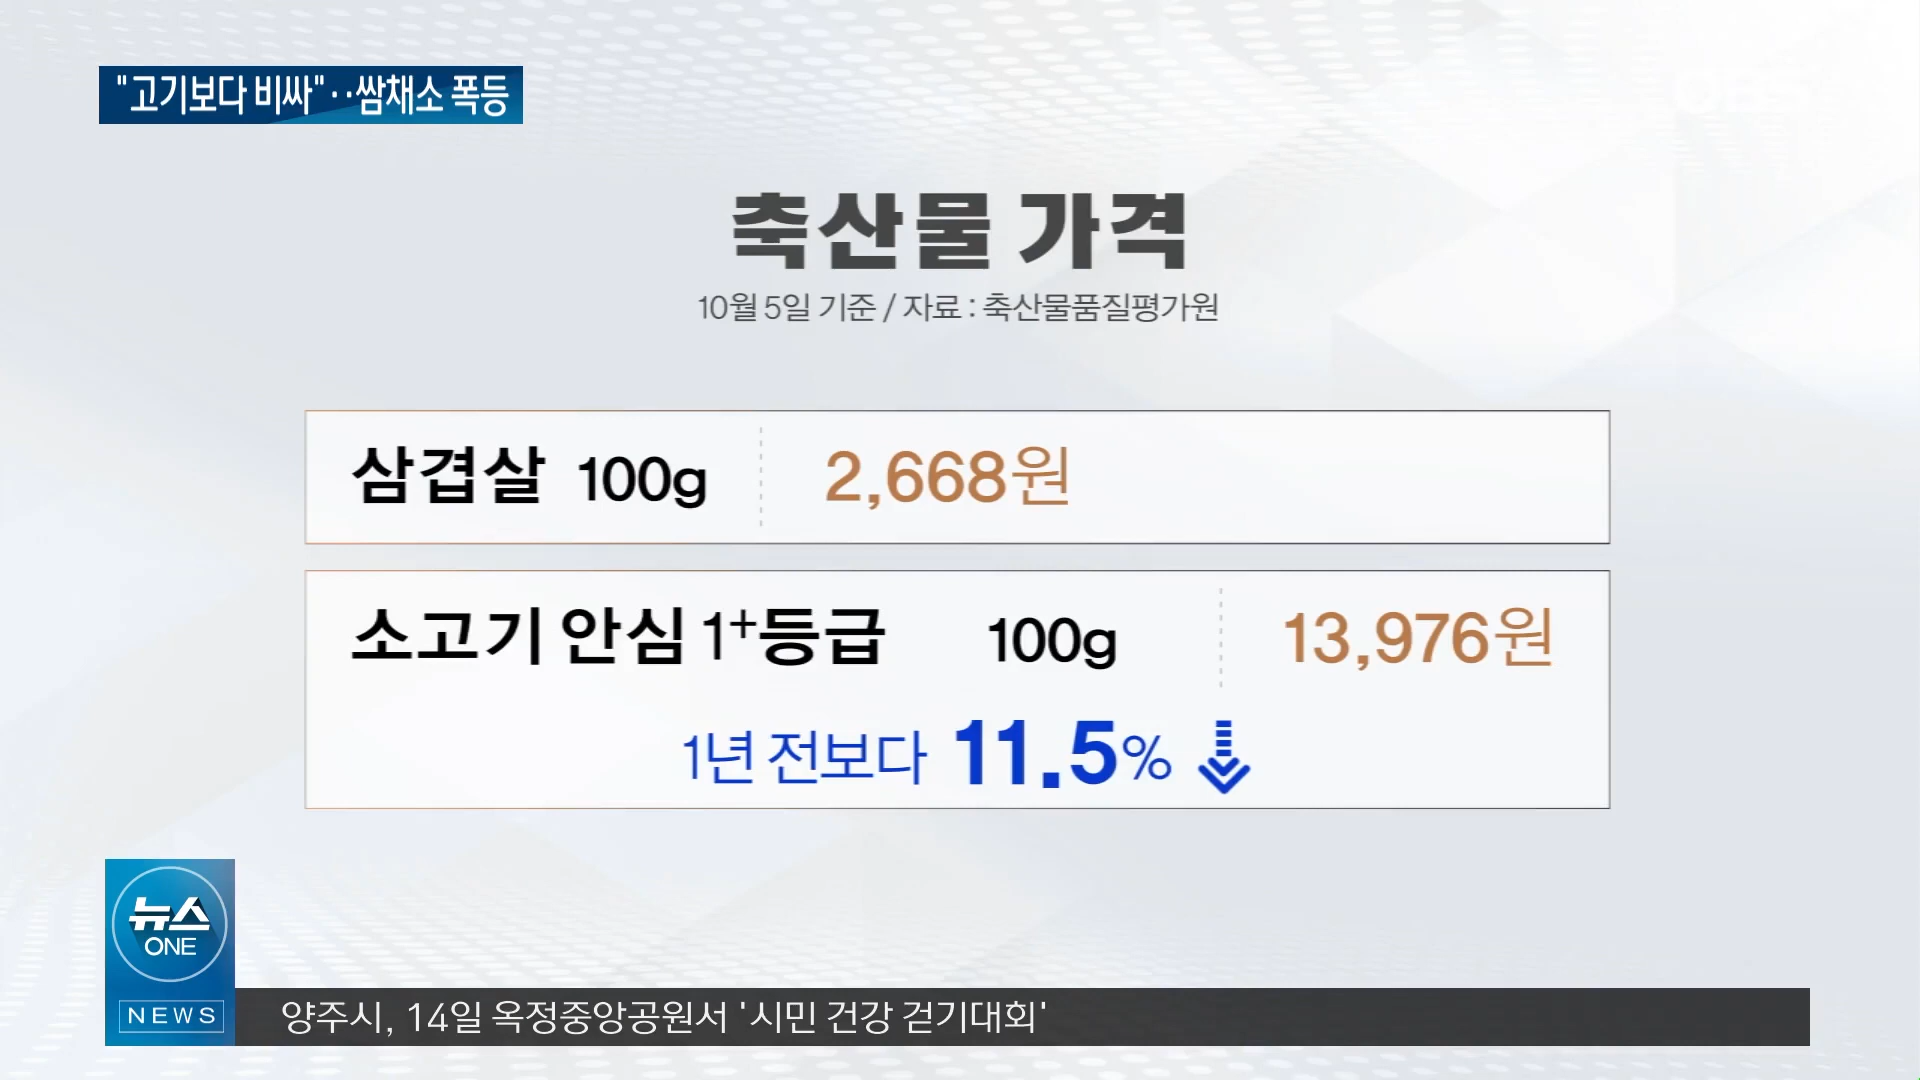 "고기보다 비싸"‥쌈채소 폭등
OBS
축산물 가격
10월 5일 기준 / 자료 : 축산물품질평가원
삼겹살 100g 2,668원
소고기 안심 1+등급 100g 13,976원
1년 전보다 11.5%
뉴스
ONE
NEWS
양주시, 14일 옥정중앙공원서 '시민 건강 걷기대회'